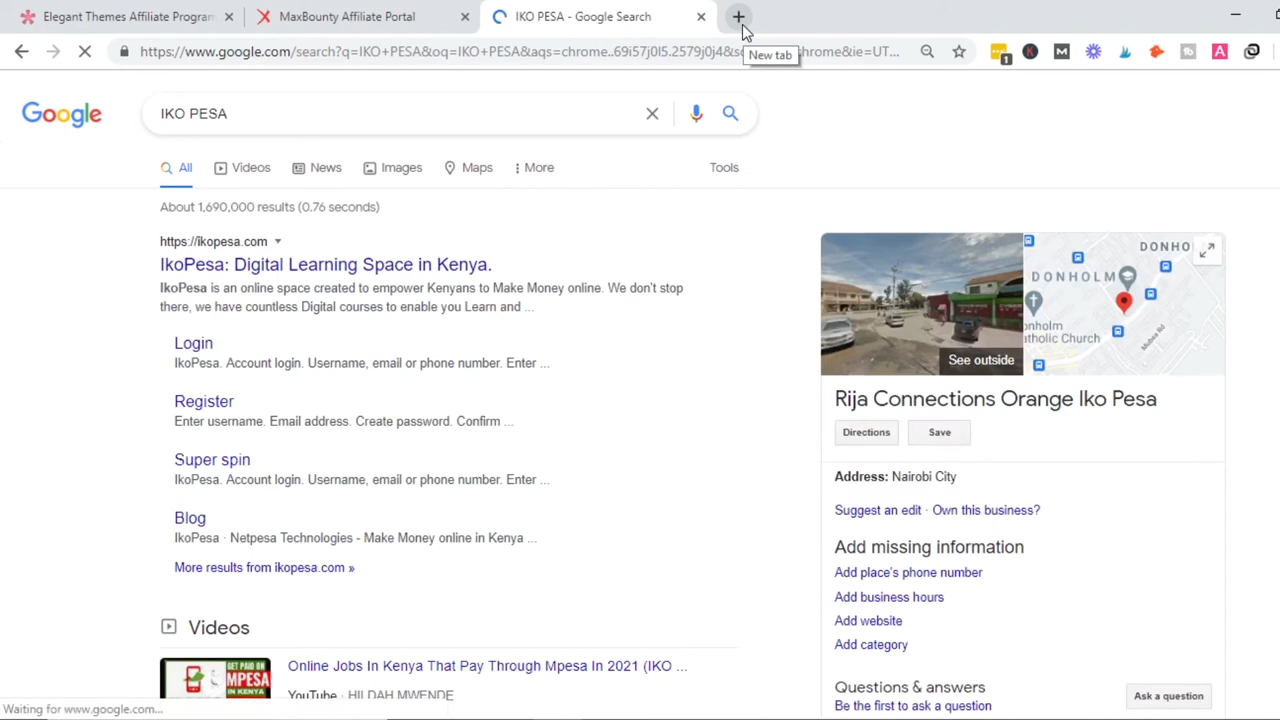 Elegant Themes Affiliate Program
MaxBounty Affiliate Portal
IKO PESA - Google Search
https://www.google.com/search?q=IKO+PESA&oq=IKO+PESA&aqs=chrome..69i57j0l5.2579j0j4&s
hrome&ie=UT...
1
K
M
A
New tab
Google
IKO PESA
All
Videos
News
Images
Maps
More
Tools
About 1,690,000 results (0.76 seconds)
https://ikopesa.com
IkoPesa: Digital Learning Space in Kenya.
IkoPesa is an online space created to empower Kenyans to Make Money online. We don't stop
there, we have countless Digital courses to enable you Learn and ...
Login
IkoPesa. Account login. Username, email or phone number. Enter ...
Register
Enter username. Email address. Create password. Confirm ...
Super spin
IkoPesa. Account login. Username, email or phone number. Enter ...
Blog
IkoPesa · Netpesa Technologies - Make Money online in Kenya ...
More results from ikopesa.com »
Videos
GET PAID ON
MPESA
IN KENYA
Online Jobs In Kenya That Pay Through Mpesa In 2021 (IKO ...
YouTube · HILDAH MWENDE
See outside
DONHO
DONHOLM
onholm
atholic Church
Mubea Rd
Rija Connections Orange Iko Pesa
Directions
Save
Address: Nairobi City
Suggest an edit · Own this business?
Add missing information
Add place's phone number
Add business hours
Add website
Add category
Questions & answers
Be the first to ask a question
Ask a question
Waiting for www.google.com...